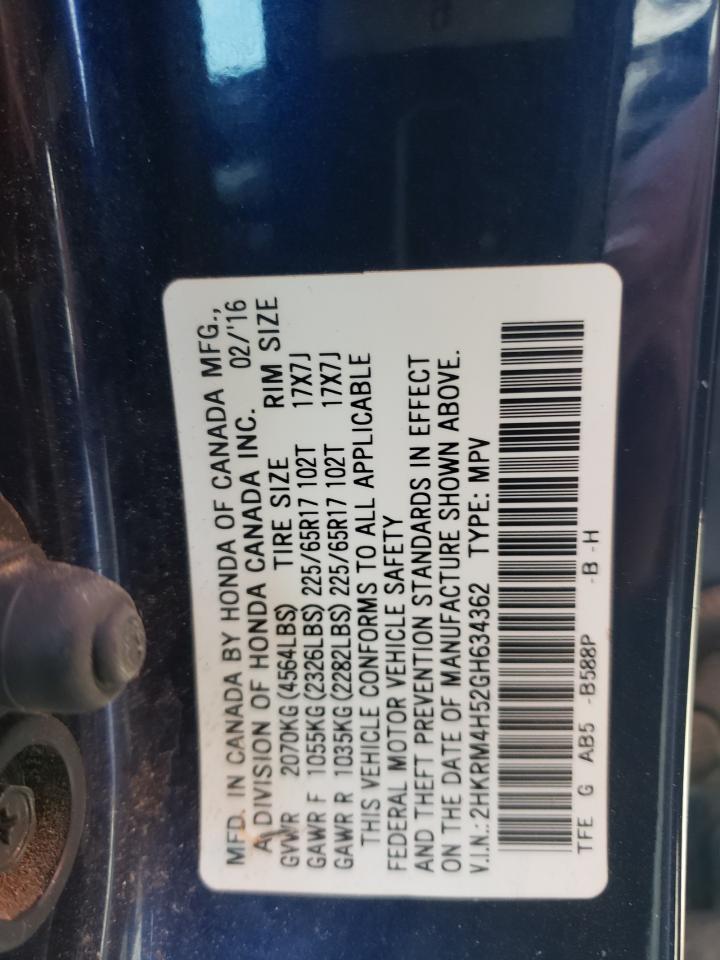 MFD. IN CANADA BY HONDA OF CANADA MFG.,
A DIVISION OF HONDA CANADA INC. 02/'16
GVWR 2070KG(4564LBS) TIRE SIZE RIM SIZE
GAWR F 1055KG(2326LBS) 225/65R17 102T 17X7J
GAWR R 1035KG(2282LBS) 225/65R17 102T 17X7J
THIS VEHICLE CONFORMS TO ALL APPLICABLE
FEDERAL MOTOR VEHICLE SAFETY
AND THEFT PREVENTION STANDARDS IN EFFECT
ON THE DATE OF MANUFACTURE SHOWN ABOVE.
V.I.N.: 2HKRM4H52GH634362 TYPE: MPV
TFE G AB5 -B588P -B -H